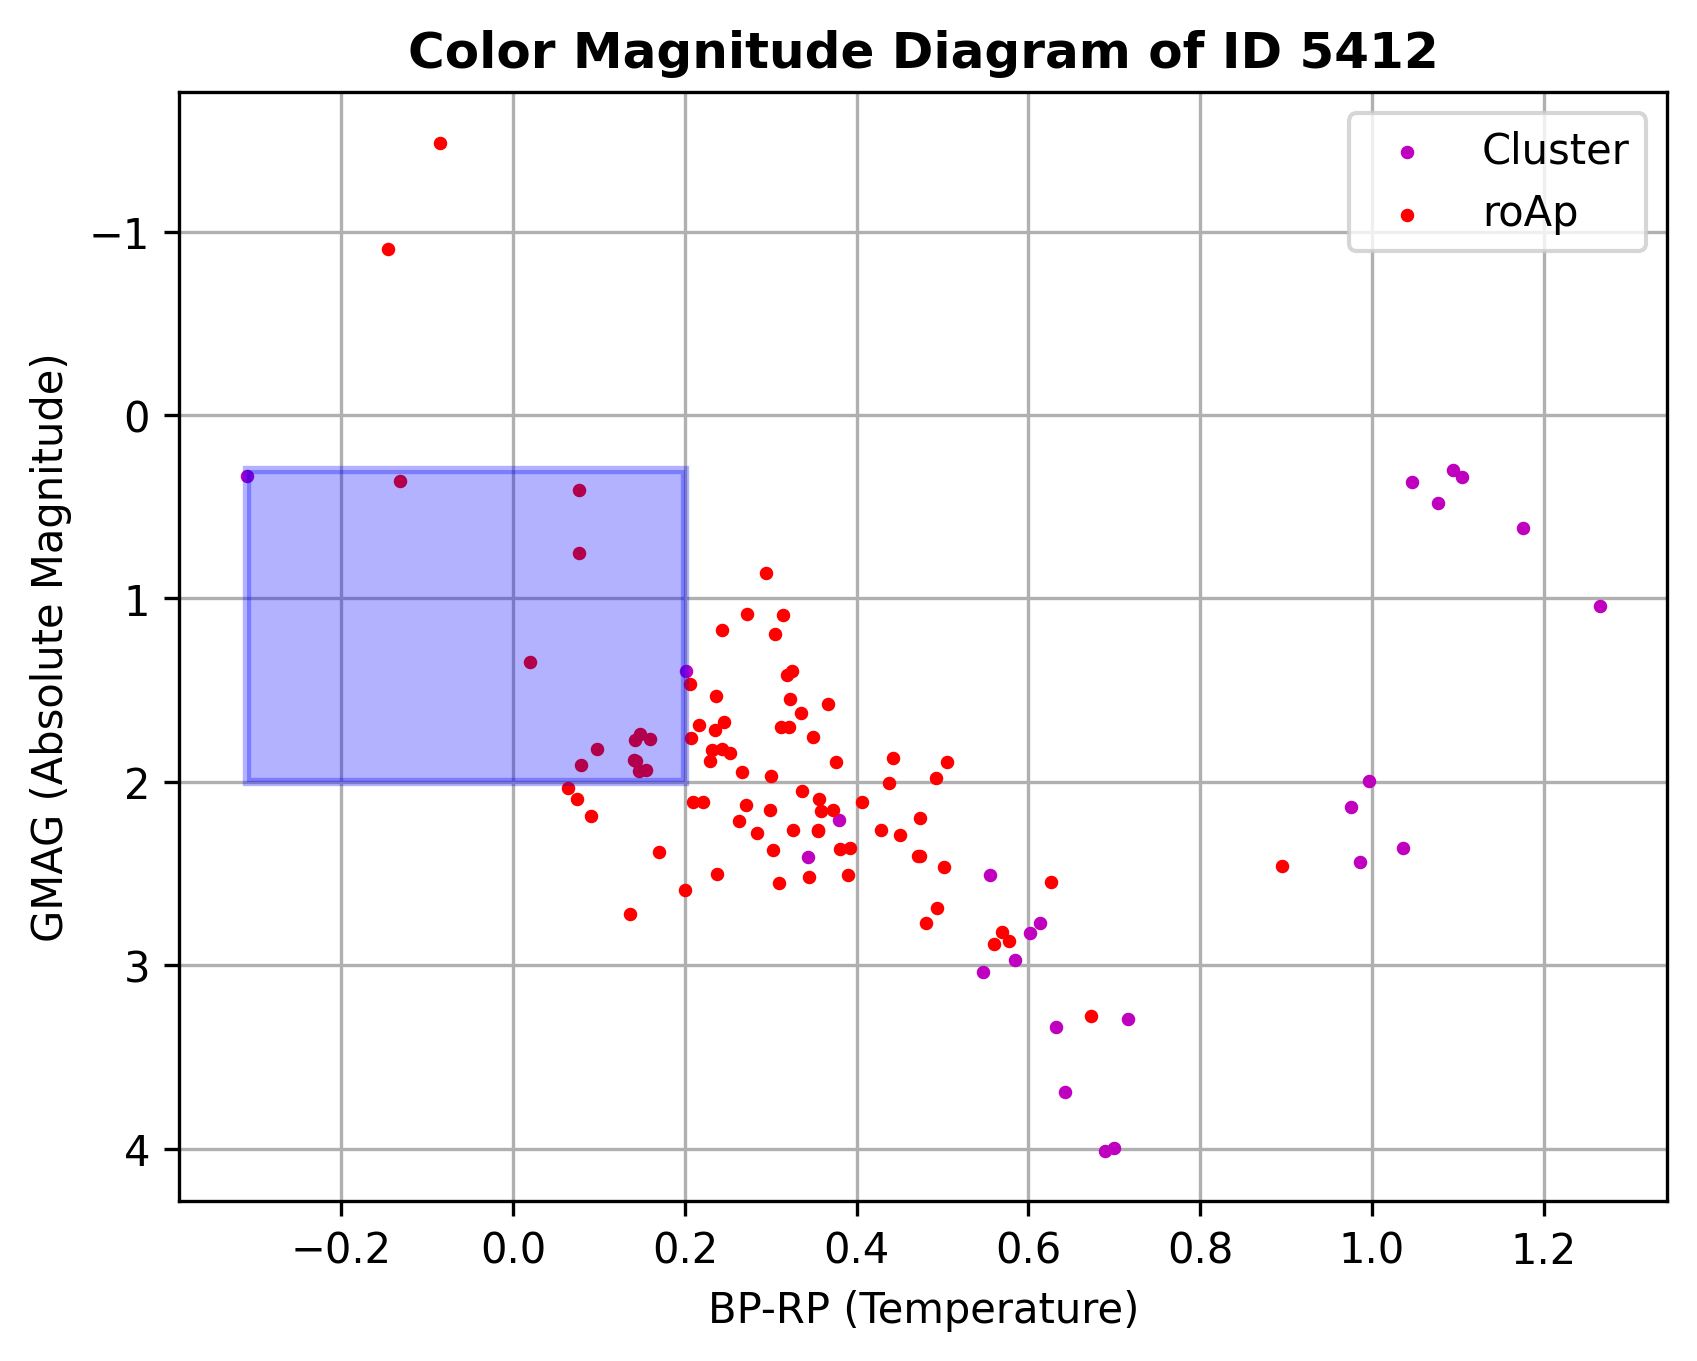 Color Magnitude Diagram of ID 5412
Cluster
roAp
GMAG (Absolute Magnitude)
−1
0
1
2
3
4
−0.2 0.0 0.2 0.4 0.6 0.8 1.0 1.2
BP-RP (Temperature)